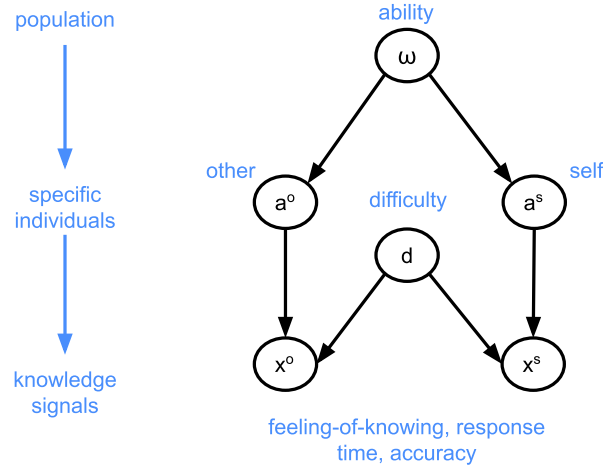 population
ability
ω
other
self
specific
individuals
aᵒ
difficulty
aˢ
d
xᵒ
xˢ
knowledge
signals
feeling-of-knowing, response
time, accuracy